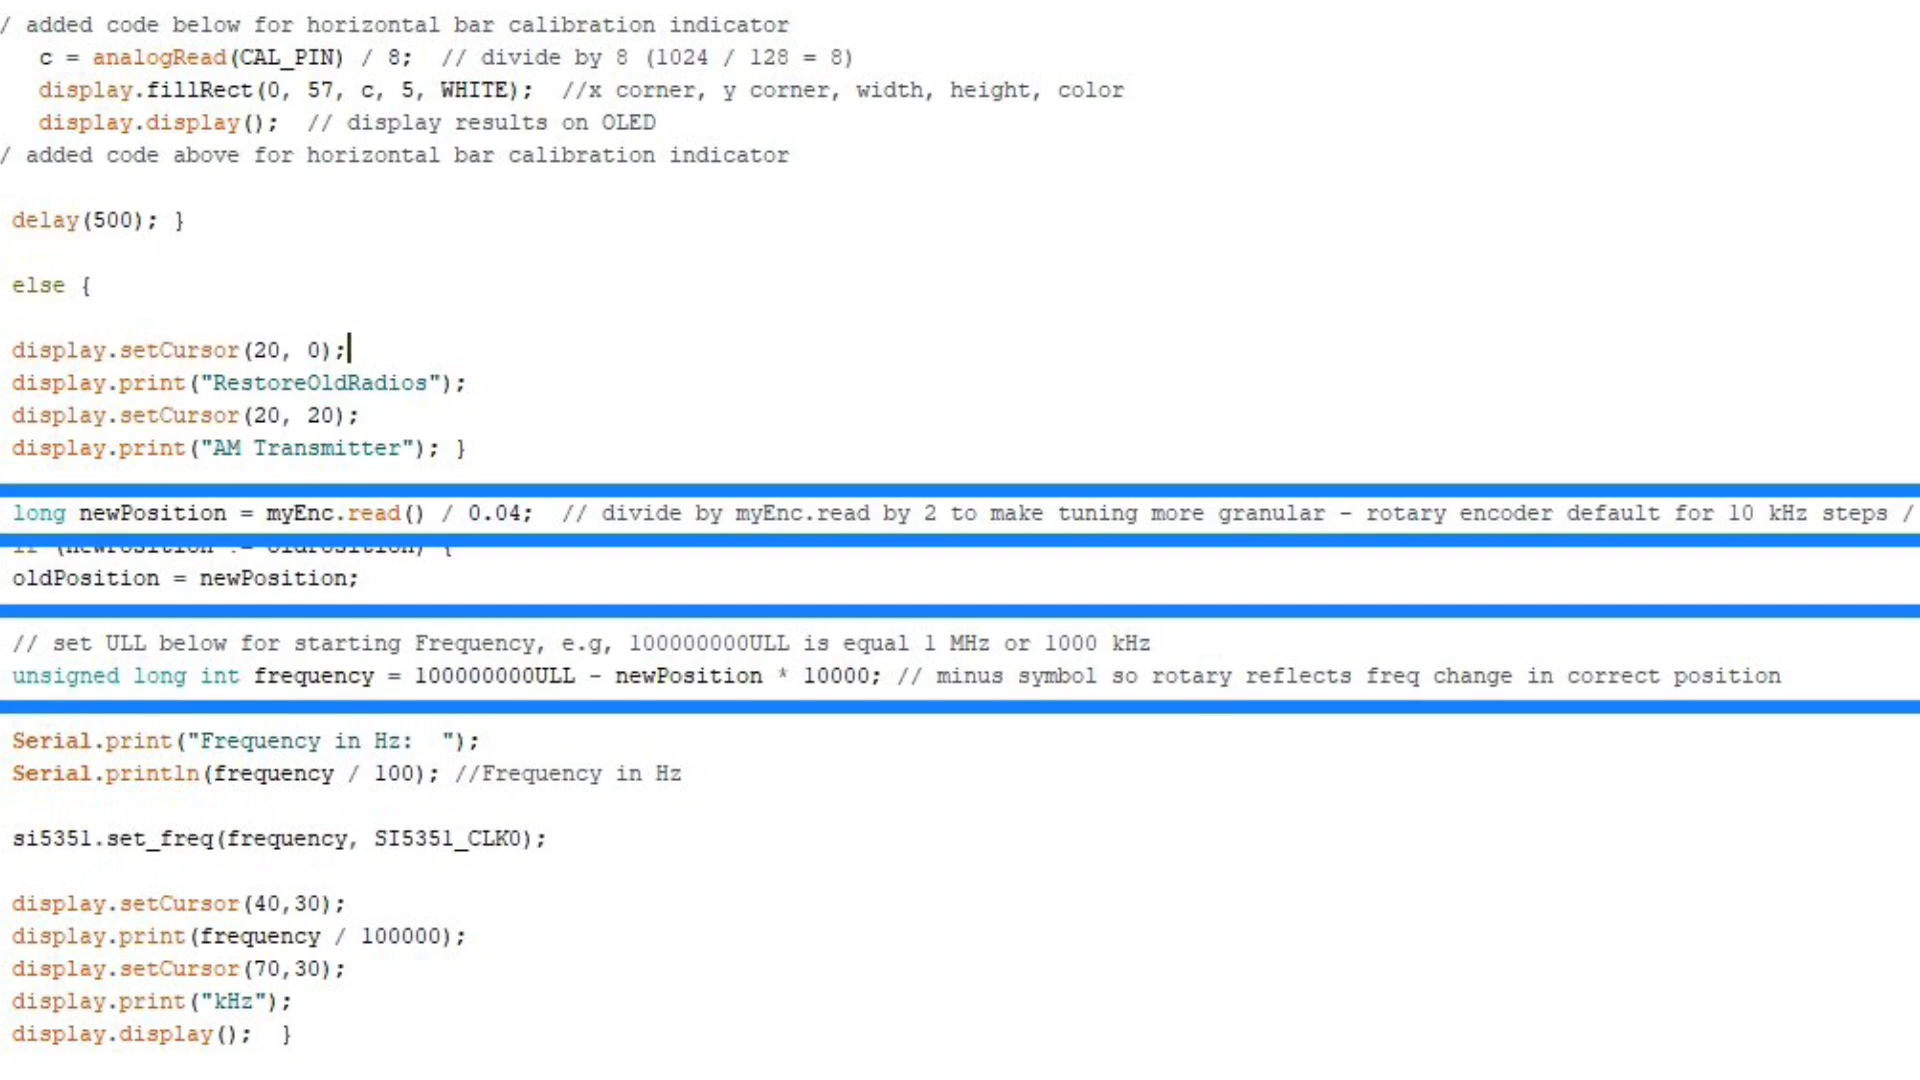 / added code below for horizontal bar calibration indicator
c = analogRead(CAL_PIN) / 8;  // divide by 8 (1024 / 128 = 8)
display.fillRect(0, 57, c, 5, WHITE);  //x corner, y corner, width, height, color
display.display();  // display results on OLED
/ added code above for horizontal bar calibration indicator
delay(500); }
else {
display.setCursor(20, 0);
display.print("RestoreOldRadios");
display.setCursor(20, 20);
display.print("AM Transmitter"); }
long newPosition = myEnc.read() / 0.04;  // divide by myEnc.read by 2 to make tuning more granular - rotary encoder default for 10 kHz steps /
if (newPosition != oldPosition) {
oldPosition = newPosition;
// set ULL below for starting Frequency, e.g, 100000000ULL is equal 1 MHz or 1000 kHz
unsigned long int frequency = 100000000ULL - newPosition * 10000; // minus symbol so rotary reflects freq change in correct position
Serial.print("Frequency in Hz:  ");
Serial.println(frequency / 100); //Frequency in Hz
si5351.set_freq(frequency, SI5351_CLK0);
display.setCursor(40,30);
display.print(frequency / 100000);
display.setCursor(70,30);
display.print("kHz");
display.display();  }